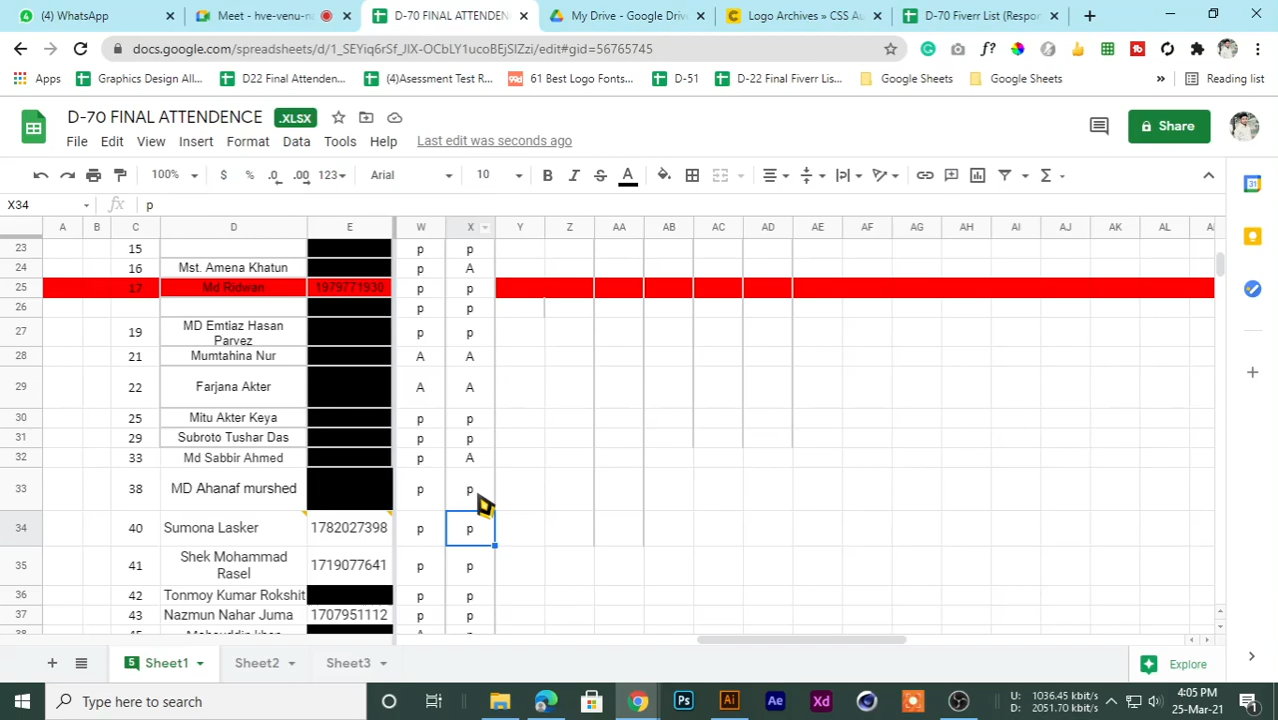 (4) WhatsApp
Meet - hve-venu-n
D-70 FINAL ATTENDEN
My Drive - Google Driv
Logo Archives » CSS Au
D-70 Fiverr List (Respon
docs.google.com/spreadsheets/d/1_SEYiq6rSf_JIX-OCbLY1ucoBEjSIZzi/edit#gid=56765745
Apps
Graphics Design All...
D22 Final Attenden...
(4)Asessment Test R...
61 Best Logo Fonts...
D-51
D-22 Final Fiverr Lis...
Google Sheets
Google Sheets
»
Reading list
D-70 FINAL ATTENDENCE .XLSX
Share
File Edit View Insert Format Data Tools Help Last edit was seconds ago
100% $ % .0 .00 123 Arial 10 B I S A
X34 fx p
A B C D E W X Y Z AA AB AC AD AE AF AG AH AI AJ AK AL
23 15 p p
24 16 Mst. Amena Khatun p A
25 17 Md Ridwan 1979771930 p p
26 p p
27 19 MD Emtiaz Hasan p p
Parvez
28 21 Mumtahina Nur A A
29 22 Farjana Akter A A
30 25 Mitu Akter Keya p p
31 29 Subroto Tushar Das p p
32 33 Md Sabbir Ahmed p A
33 38 MD Ahanaf murshed p p
34 40 Sumona Lasker 1782027398 p p
35 41 Shek Mohammad 1719077641 p p
Rasel
36 42 Tonmoy Kumar Rokshit p p
37 43 Nazmun Nahar Juma 1707951112 p p
Sheet1 Sheet2 Sheet3
Explore
Type here to search
U: 1036.45 kbit/s
D: 2051.70 kbit/s
4:05 PM
25-Mar-21